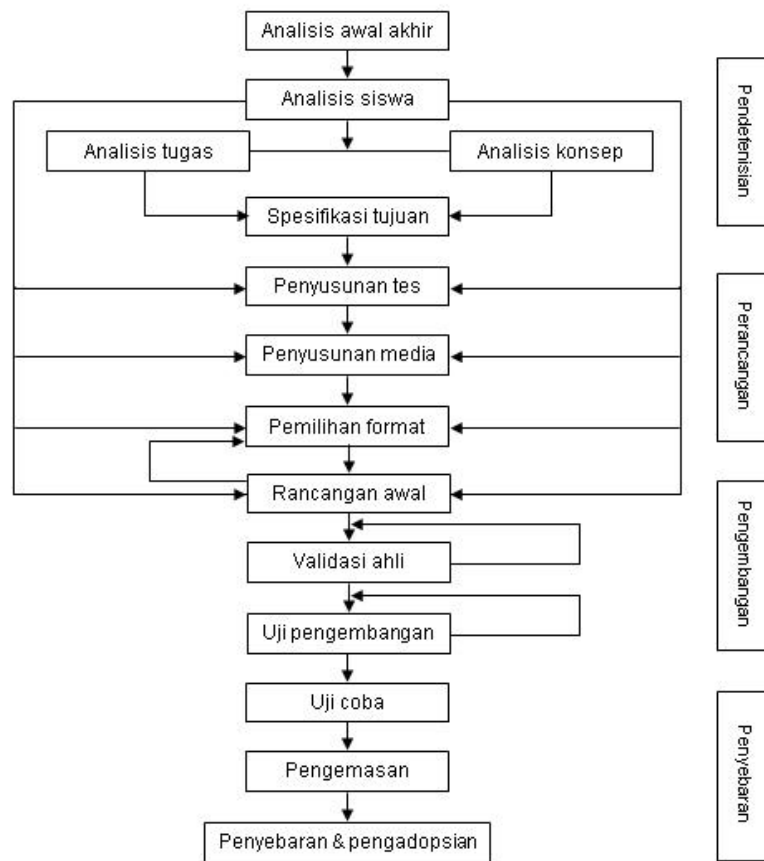 Analisis awal akhir
Analisis siswa
Analisis tugas
Analisis konsep
Spesifikasi tujuan
Pendefenisian
Penyusunan tes
Penyusunan media
Pemilihan format
Perancangan
Rancangan awal
Validasi ahli
Uji pengembangan
Pengembangan
Uji coba
Pengemasan
Penyebaran & pengadopsian
Penyebaran